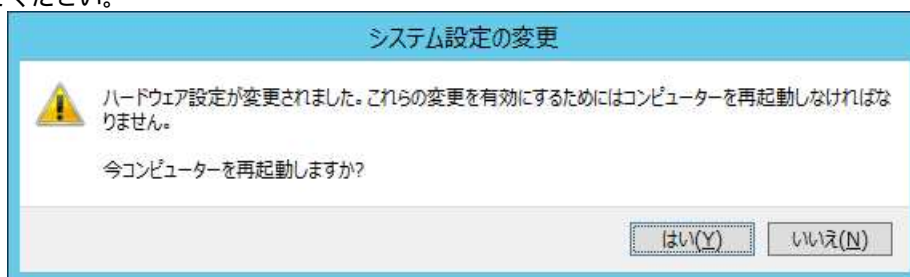 ください。
システム設定の変更
ハードウェア設定が変更されました。これらの変更を有効にするためにはコンピューターを再起動しなければな
りません。
今コンピューターを再起動しますか?
はい(Y)
いいえ(N)